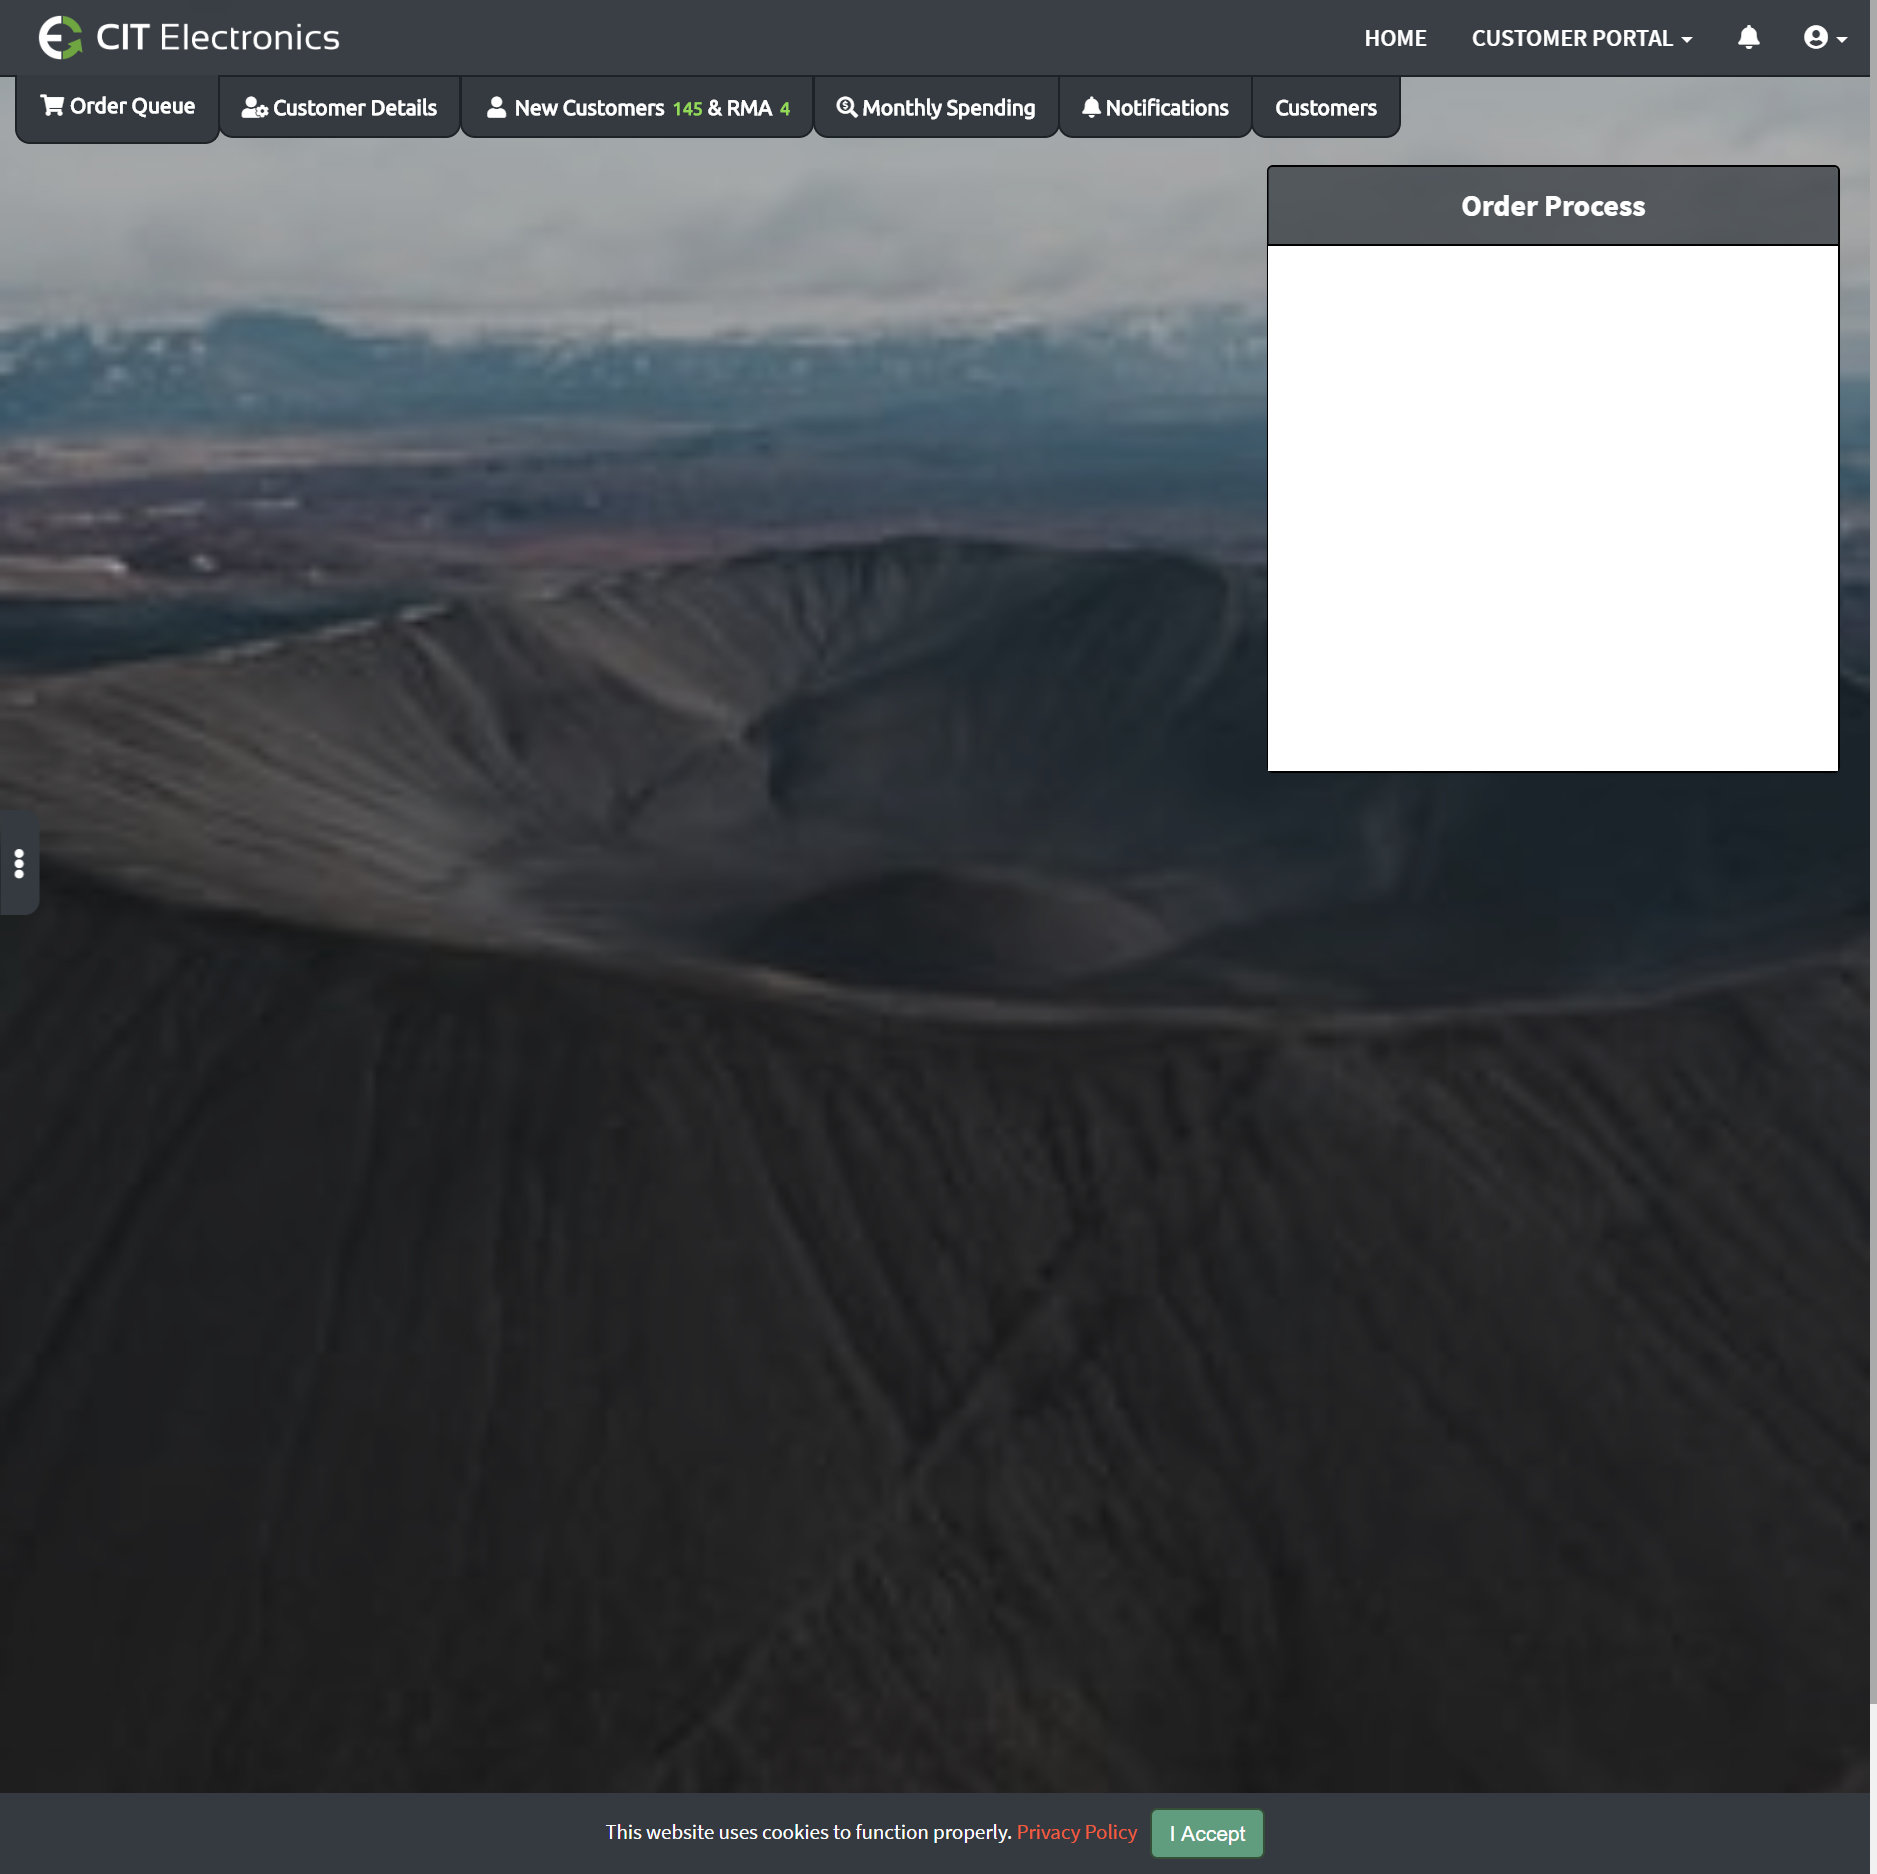 CIT Electronics
HOME CUSTOMER PORTAL
Order Queue Customer Details New Customers 145 & RMA 4 Monthly Spending Notifications Customers
Order Process
This website uses cookies to function properly. Privacy Policy I Accept